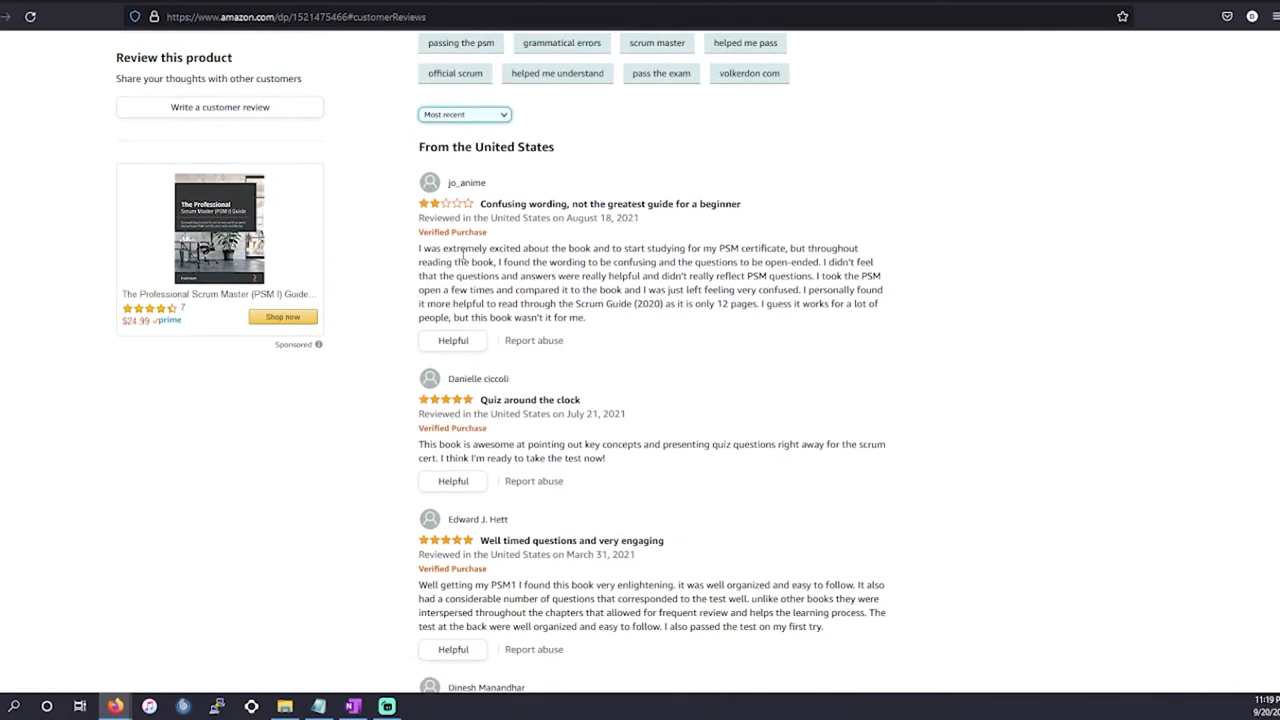 https://www.amazon.com/dp/1521475466#customerReviews
Review this product
Share your thoughts with other customers
Write a customer review
The Professional
Scrum Master (PSM I) Guide
The Professional Scrum Master (PSM I) Guide...
7
$24.99 prime
Shop now
Sponsored
passing the psm
grammatical errors
scrum master
helped me pass
official scrum
helped me understand
pass the exam
volkerdon com
Most recent
From the United States
jo_anime
Confusing wording, not the greatest guide for a beginner
Reviewed in the United States on August 18, 2021
Verified Purchase
I was extremely excited about the book and to start studying for my PSM certificate, but throughout
reading the book, I found the wording to be confusing and the questions to be open-ended. I didn't feel
that the questions and answers were really helpful and didn't really reflect PSM questions. I took the PSM
open a few times and compared it to the book and I was just left feeling very confused. I personally found
it more helpful to read through the Scrum Guide (2020) as it is only 12 pages. I guess it works for a lot of
people, but this book wasn't it for me.
Helpful
Report abuse
Danielle ciccoli
Quiz around the clock
Reviewed in the United States on July 21, 2021
Verified Purchase
This book is awesome at pointing out key concepts and presenting quiz questions right away for the scrum
cert. I think I'm ready to take the test now!
Helpful
Report abuse
Edward J. Hett
Well timed questions and very engaging
Reviewed in the United States on March 31, 2021
Verified Purchase
Well getting my PSM1 I found this book very enlightening. it was well organized and easy to follow. It also
had a considerable number of questions that corresponded to the test well. unlike other books they were
interspersed throughout the chapters that allowed for frequent review and helps the learning process. The
test at the back were well organized and easy to follow. I also passed the test on my first try.
Helpful
Report abuse
Dinesh Manandhar
11:19 P
9/20/20